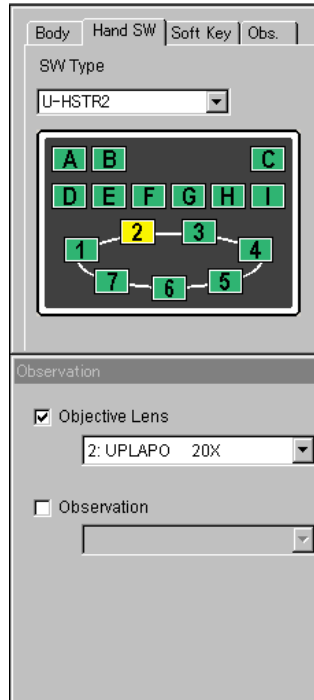 Body Hand SW Soft Key Obs.
SW Type
U-HSTR2
A B C
D E F G H I
2 3
1 4
7 6 5
Observation
Objective Lens
2: UPLAPO 20X
Observation